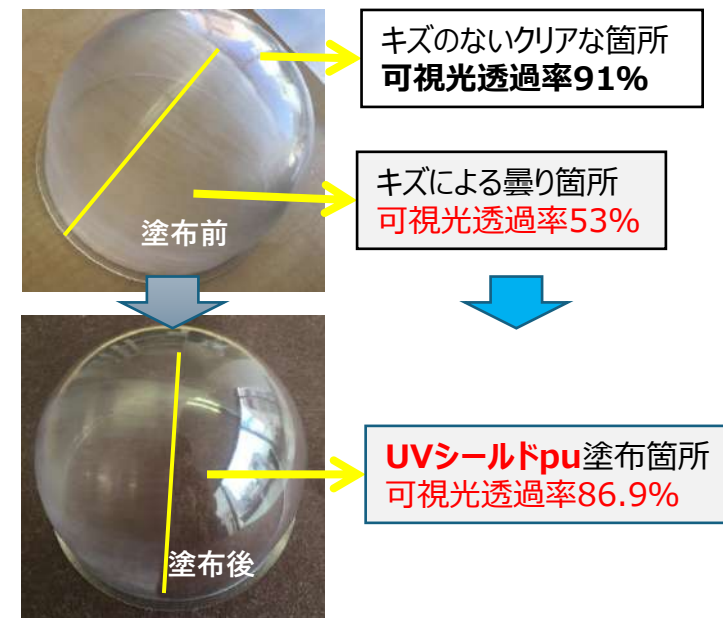 キズのないクリアな箇所
可視光透過率91%
キズによる曇り箇所
可視光透過率53%
塗布前
UVシールドpu塗布箇所
可視光透過率86.9%
塗布後